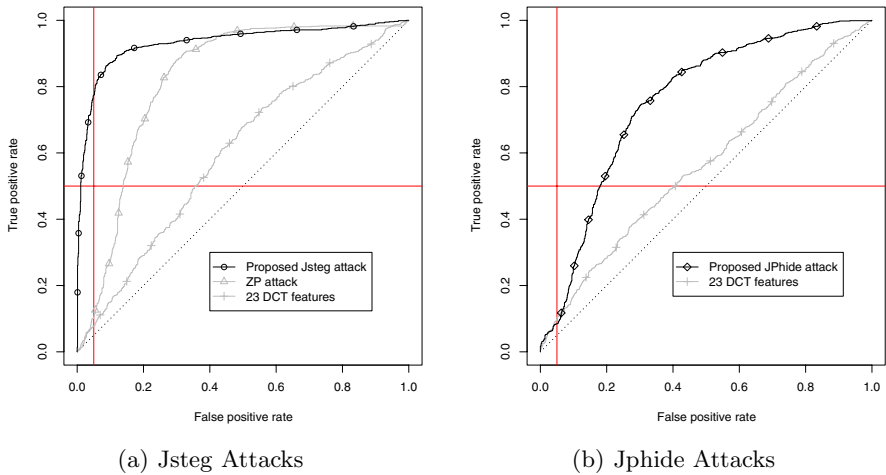 True positive rate
1.0
0.8
0.6
0.4
0.2
0.0
Proposed Jsteg attack
ZP attack
23 DCT features
0.0 0.2 0.4 0.6 0.8 1.0
False positive rate
(a) Jsteg Attacks
True positive rate
1.0
0.8
0.6
0.4
0.2
0.0
Proposed JPhide attack
23 DCT features
0.0 0.2 0.4 0.6 0.8 1.0
False positive rate
(b) Jphide Attacks